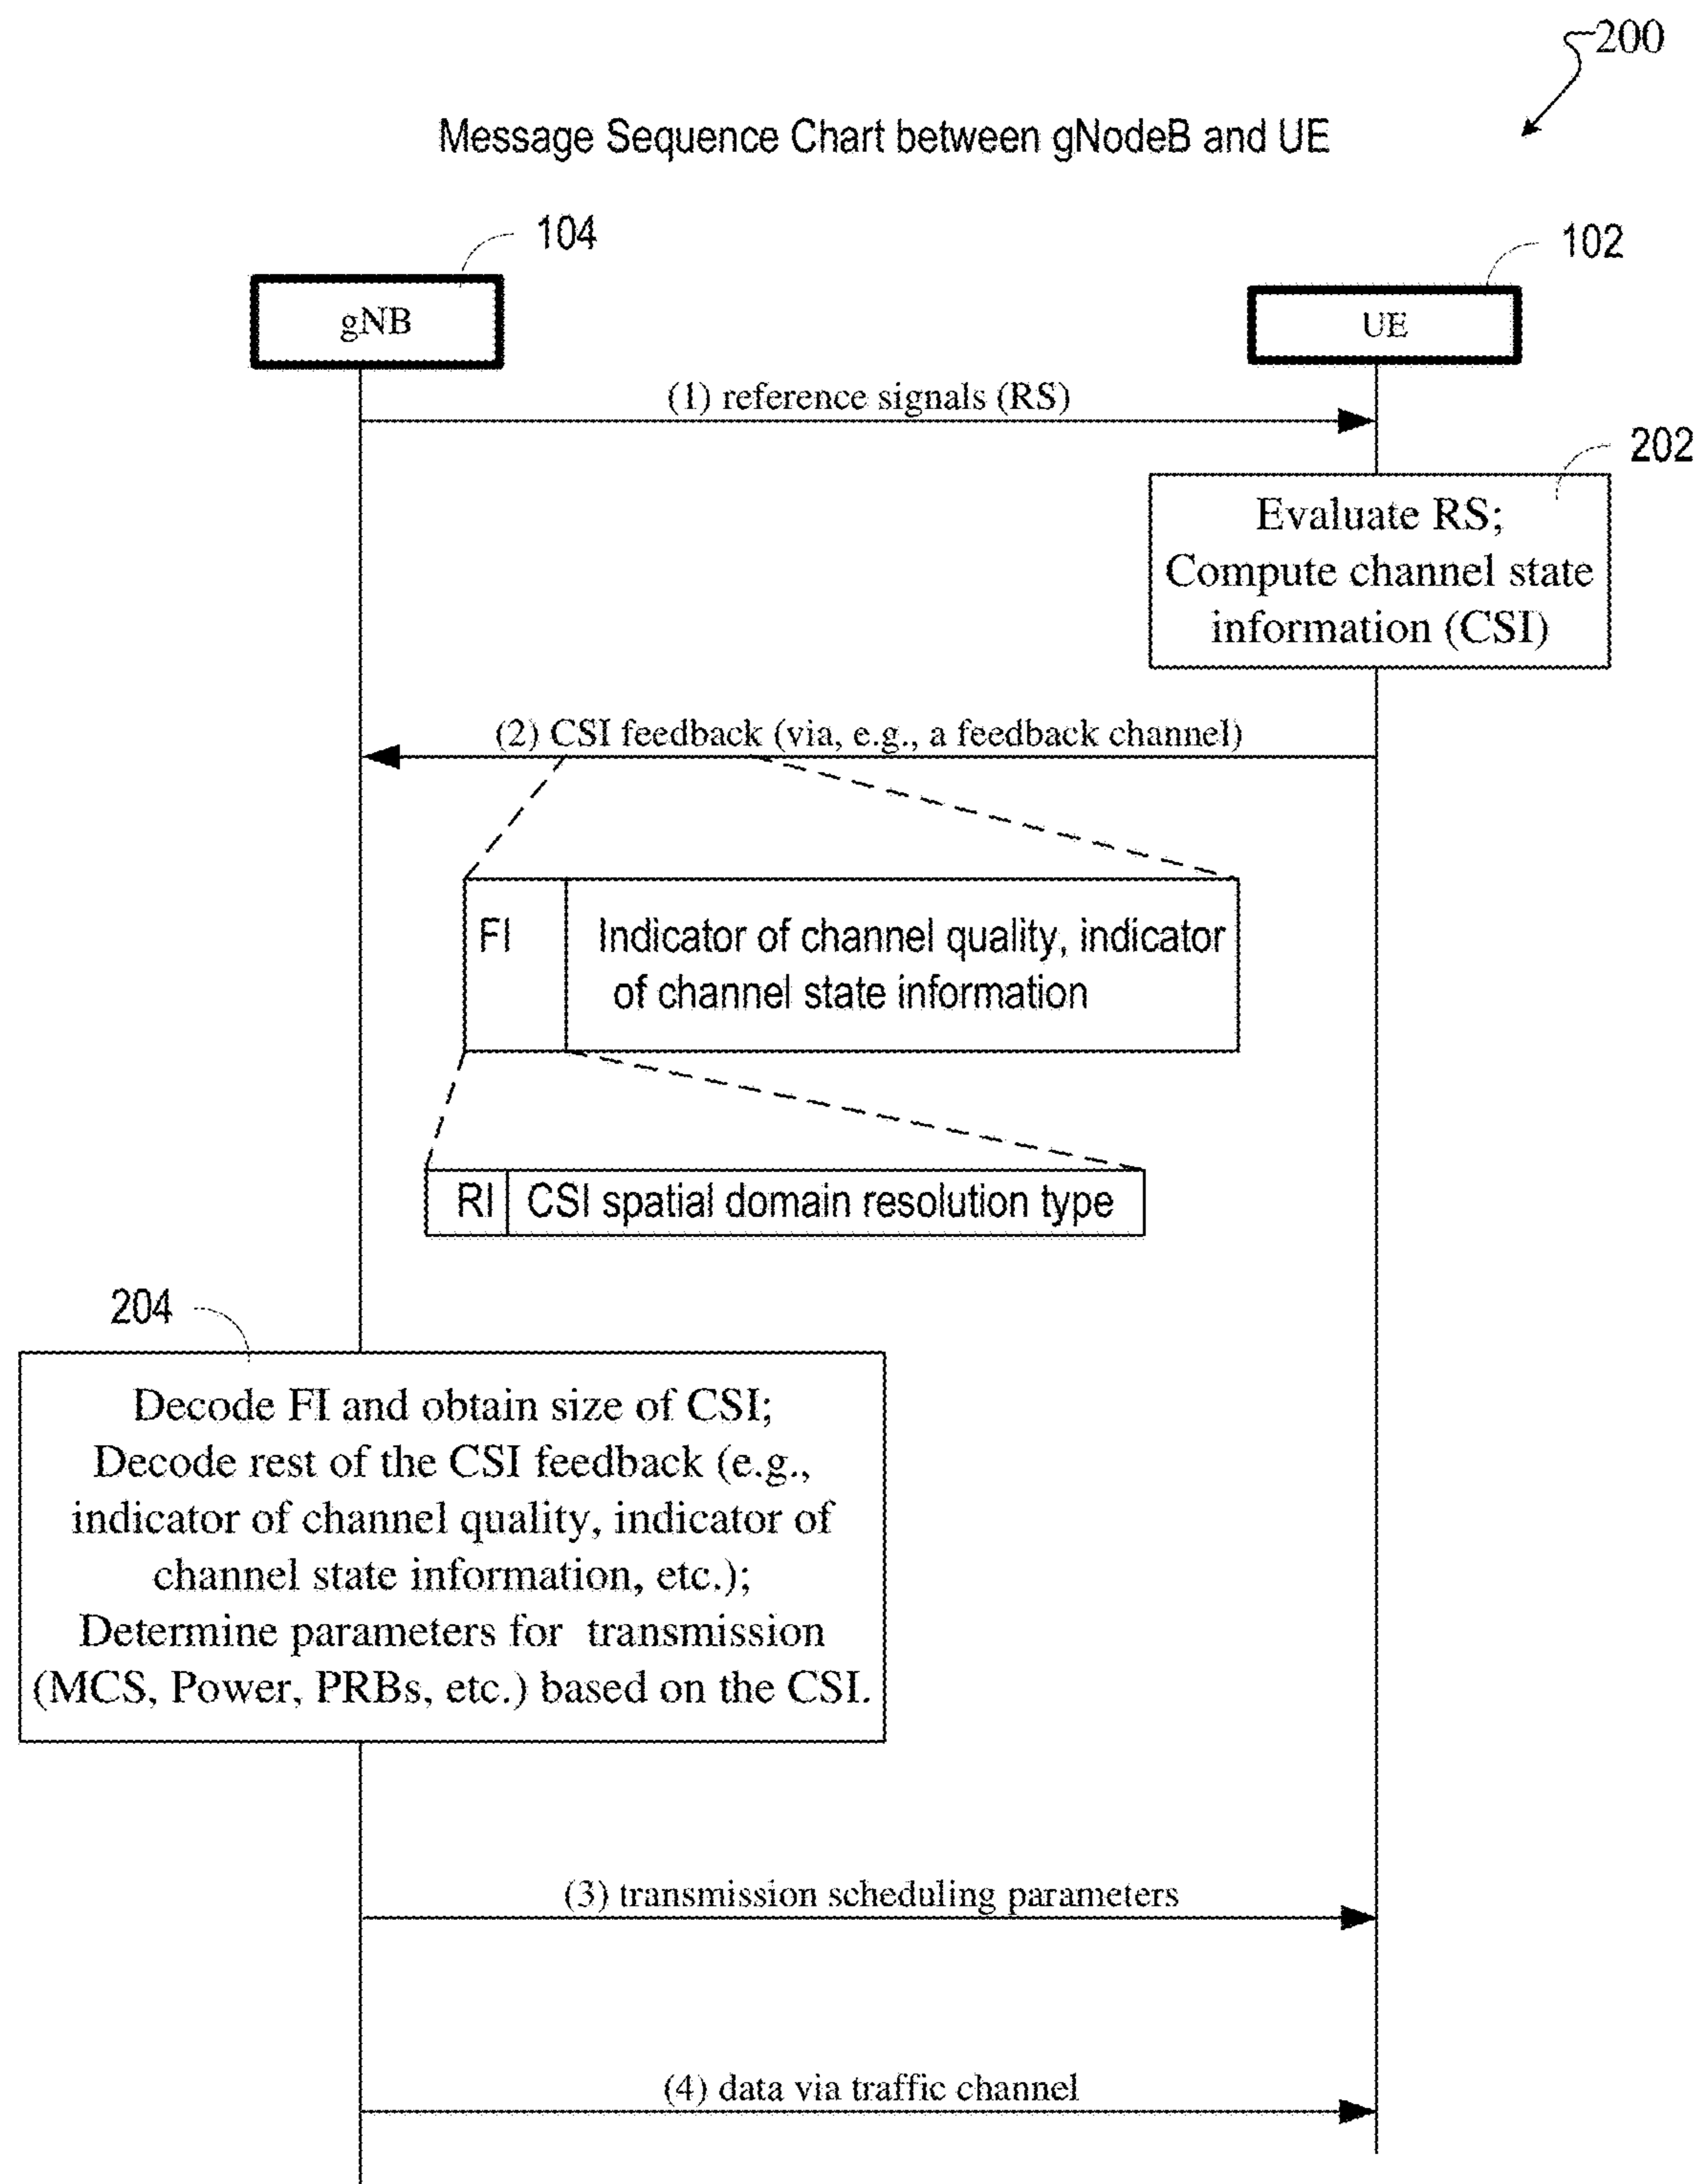 200
Message Sequence Chart between gNodeB and UE
104
102
gNB
UE
(1) reference signals (RS)
202
Evaluate RS;
Compute channel state
information (CSI)
(2) CSI feedback (via, e.g., a feedback channel)
FI
Indicator of channel quality, indicator
of channel state information
RI
CSI spatial domain resolution type
204
Decode FI and obtain size of CSI;
Decode rest of the CSI feedback (e.g.,
indicator of channel quality, indicator of
channel state information, etc.);
Determine parameters for transmission
(MCS, Power, PRBs, etc.) based on the CSI.
(3) transmission scheduling parameters
(4) data via traffic channel